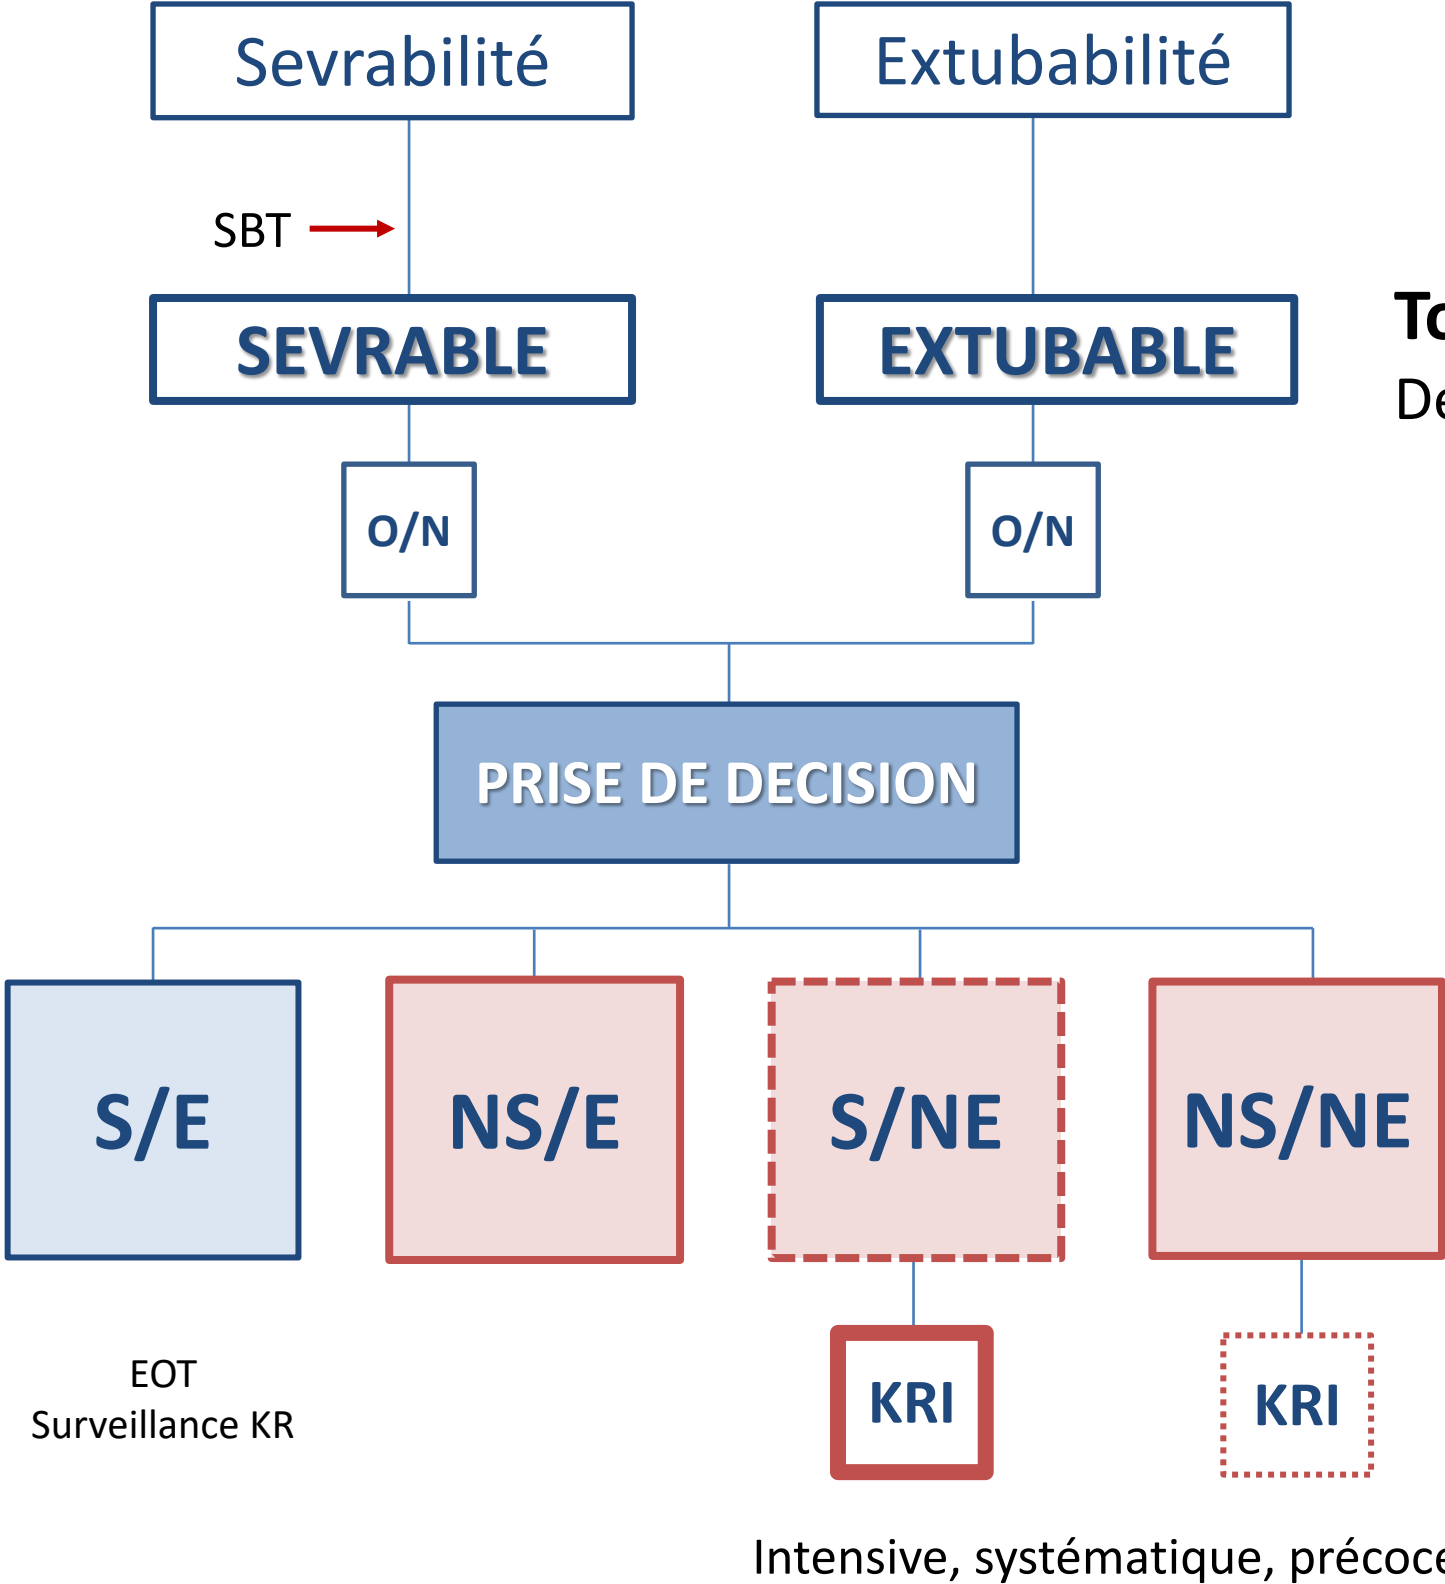 Sevrabilité
Extubabilité
SBT
SEVRABLE
EXTUBABLE
O/N
O/N
PRISE DE DECISION
S/E
NS/E
S/NE
NS/NE
EOT
Surveillance KR
KRI
KRI
Intensive, systématique, précoce